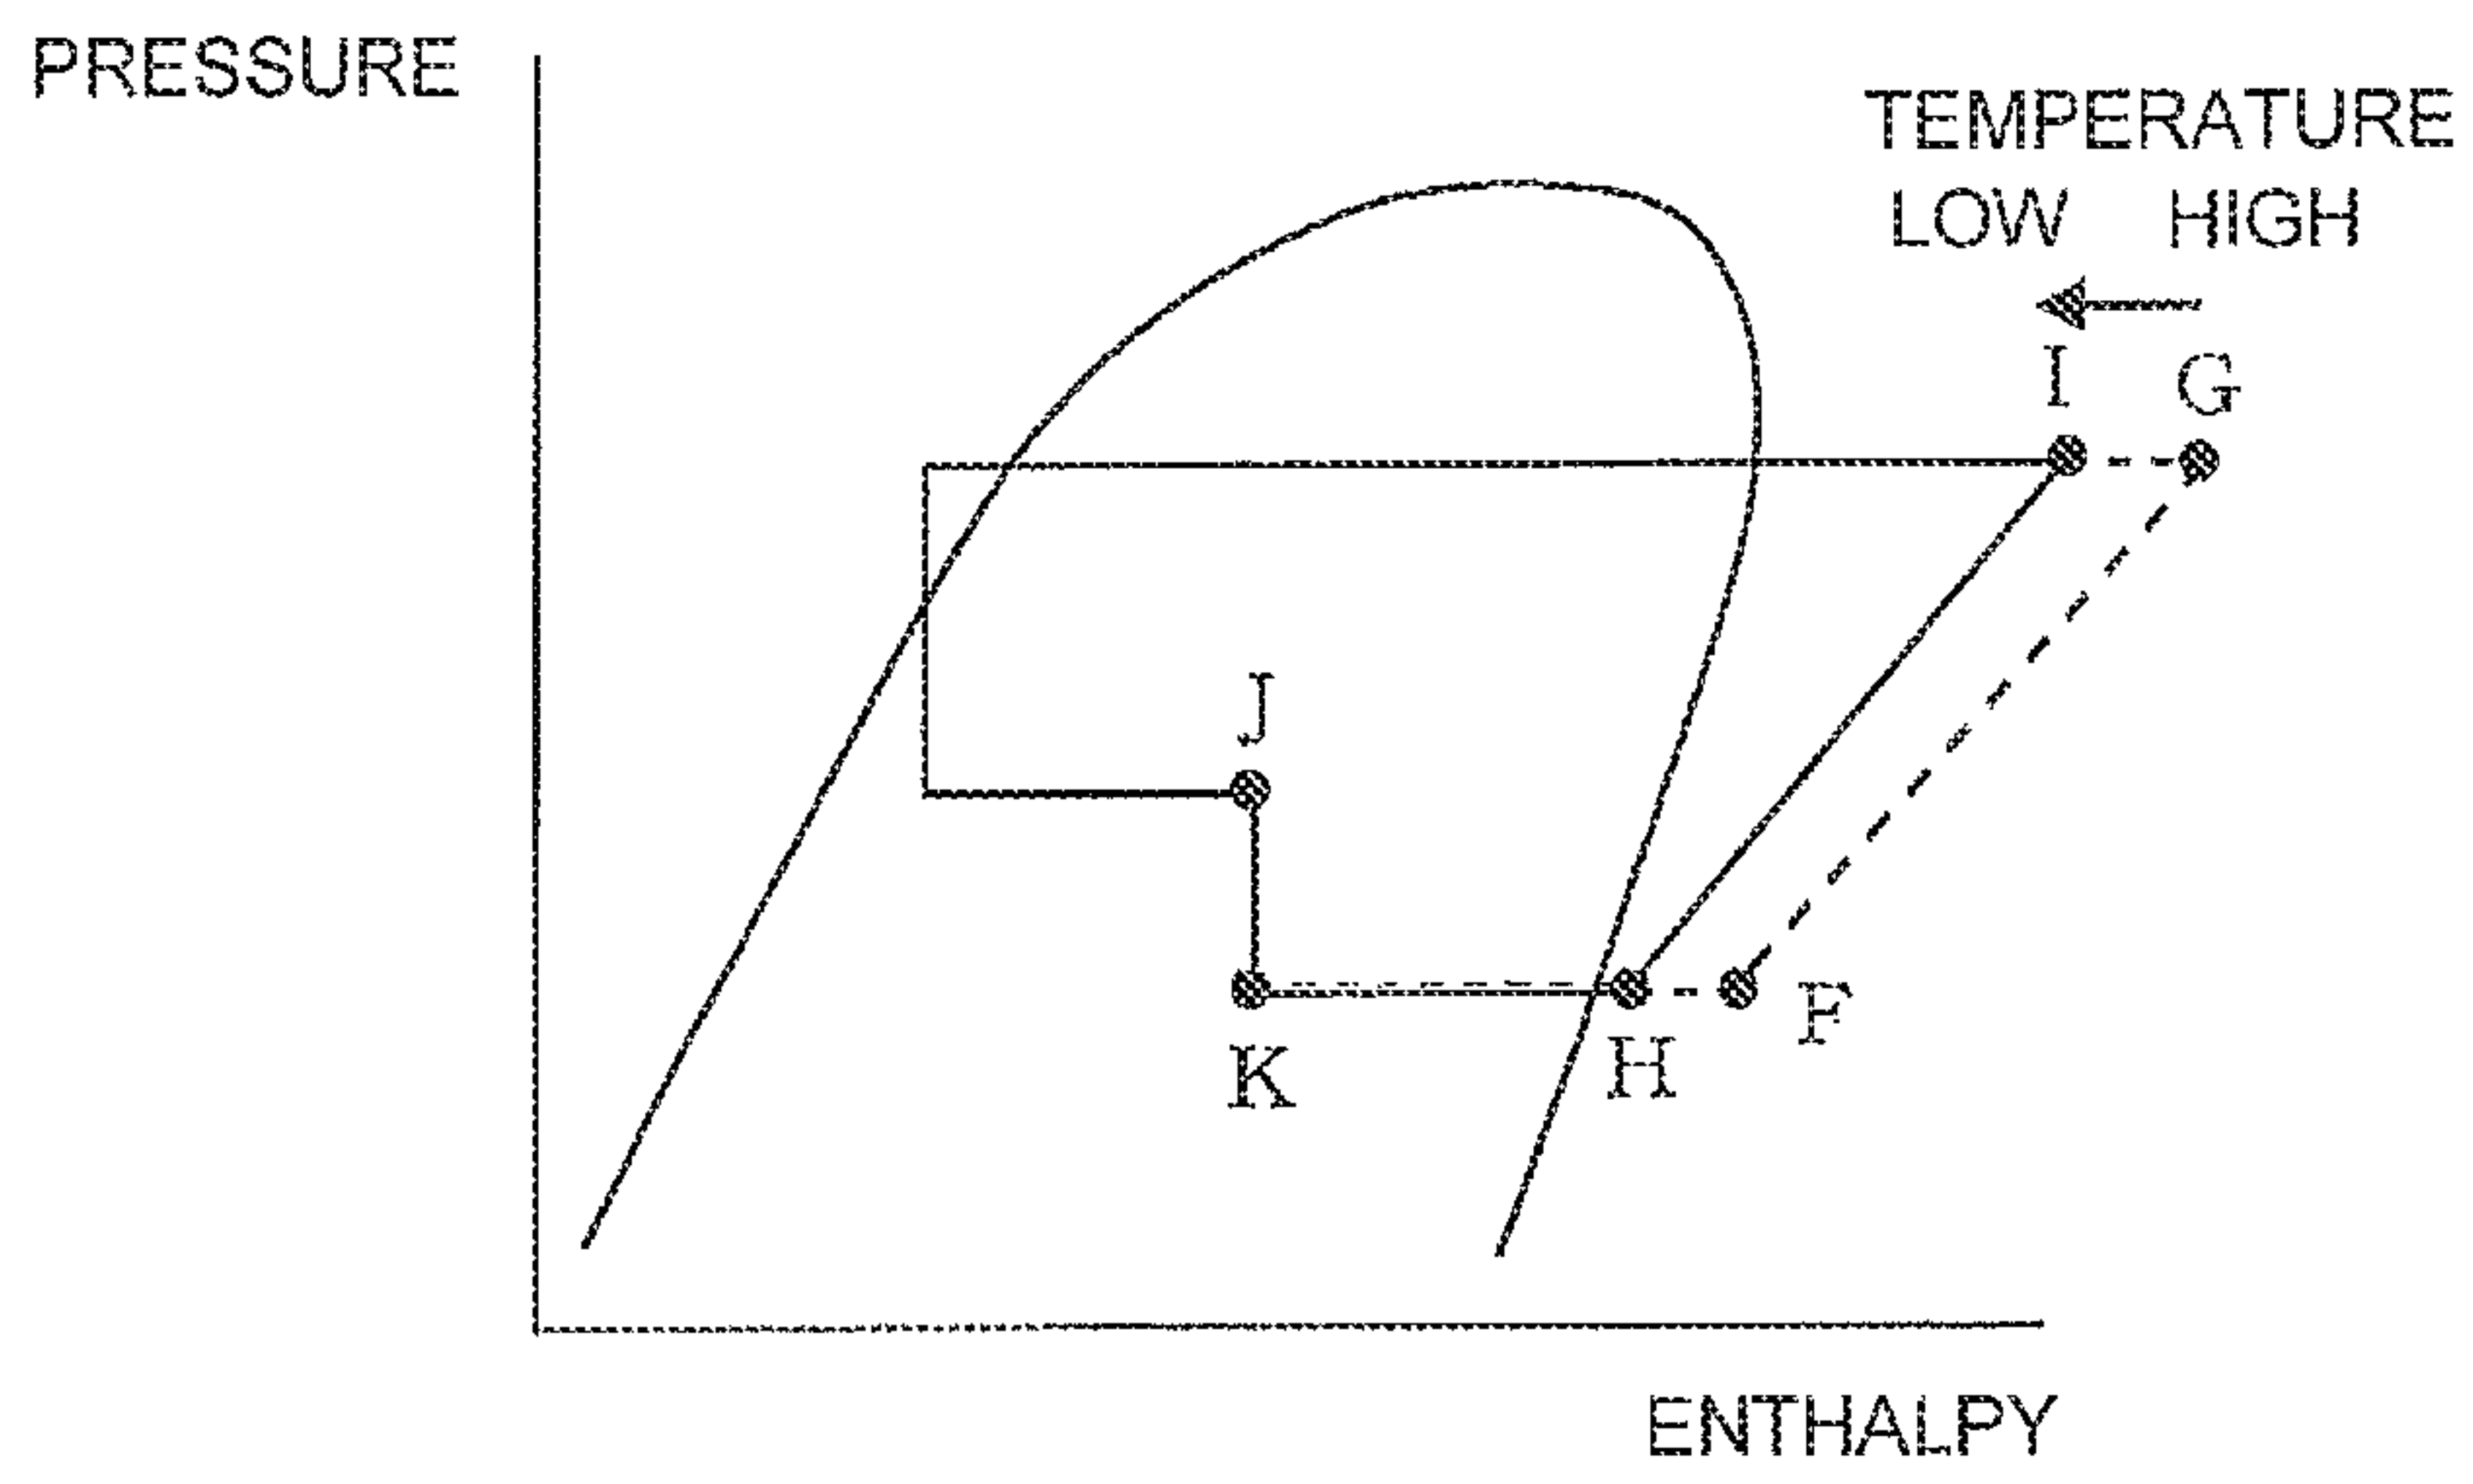 PRESSURE
TEMPERATURE
LOW HIGH
I G
J
K H F
ENTHALPY